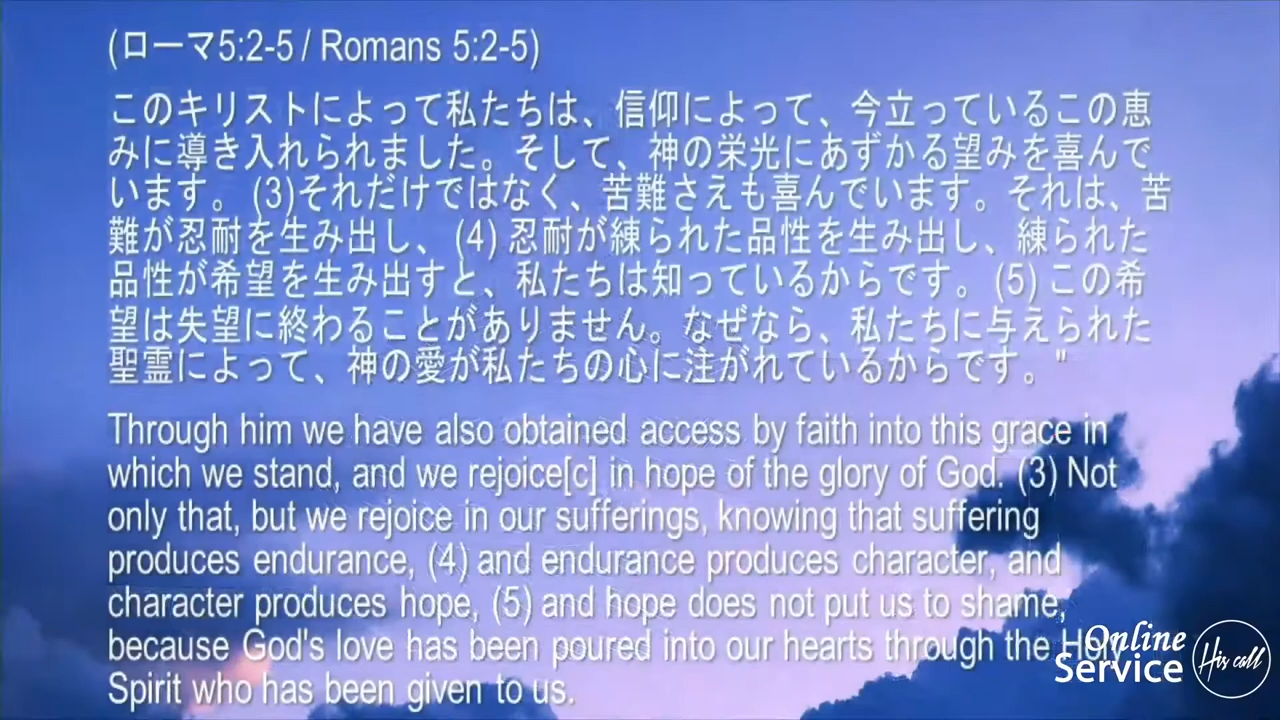 (ローマ5:2-5 / Romans 5:2-5)
このキリストによって私たちは、信仰によって、今立っているこの恵
みに導き入れられました。そして、神の栄光にあずかる望みを喜んで
います。 (3)それだけではなく、苦難さえも喜んでいます。それは、苦
難が忍耐を生み出し、(4) 忍耐が練られた品性を生み出し、練られた
品性が希望を生み出すと、私たちは知っているからです。 (5) この希
望は失望に終わることがありません。なぜなら、私たちに与えられた
聖霊によって、神の愛が私たちの心に注がれているからです。"
Through him we have also obtained access by faith into this grace in
which we stand, and we rejoice[c] in hope of the glory of God. (3) Not
only that, but we rejoice in our sufferings, knowing that suffering
produces endurance, (4) and endurance produces character, and
character produces hope, (5) and hope does not put us to shame,
because God's love has been poured into our hearts through the Holy
Spirit who has been given to us.
Online
Service
His call